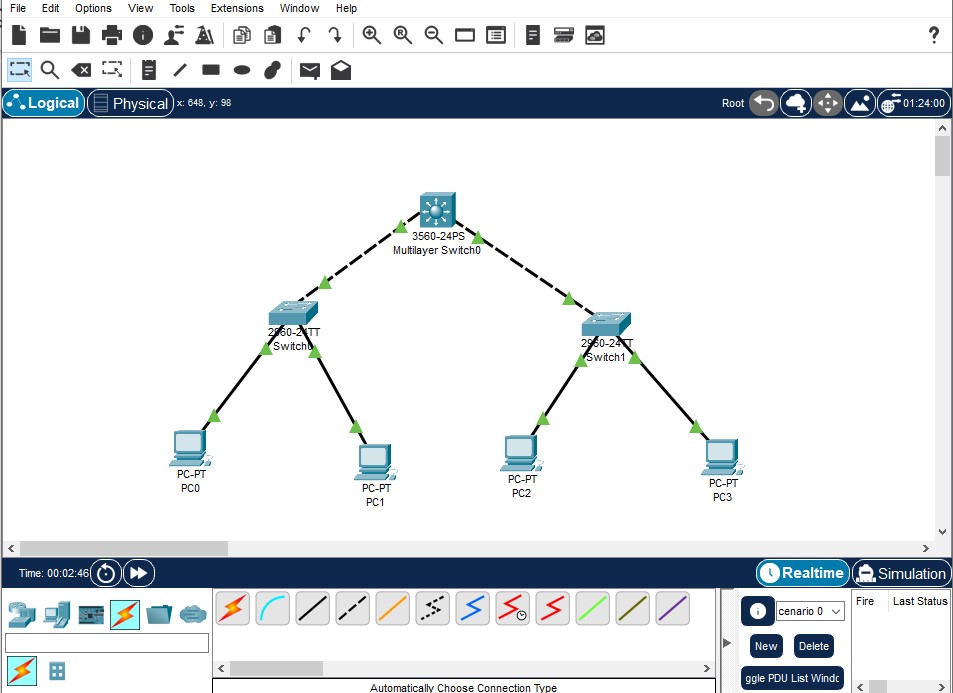 File Edit Options View Tools Extensions Window Help
Logical Physical x: 648, y: 98 Root 01:24:00
3560-24PS
Multilayer Switch0
2960-24TT
Switch0
2960-24TT
Switch1
PC-PT
PC0
PC-PT
PC1
PC-PT
PC2
PC-PT
PC3
Time: 00:02:46 Realtime Simulation
cenario 0
Fire Last Status
New Delete
ggle PDU List Windo
Automatically Choose Connection Type